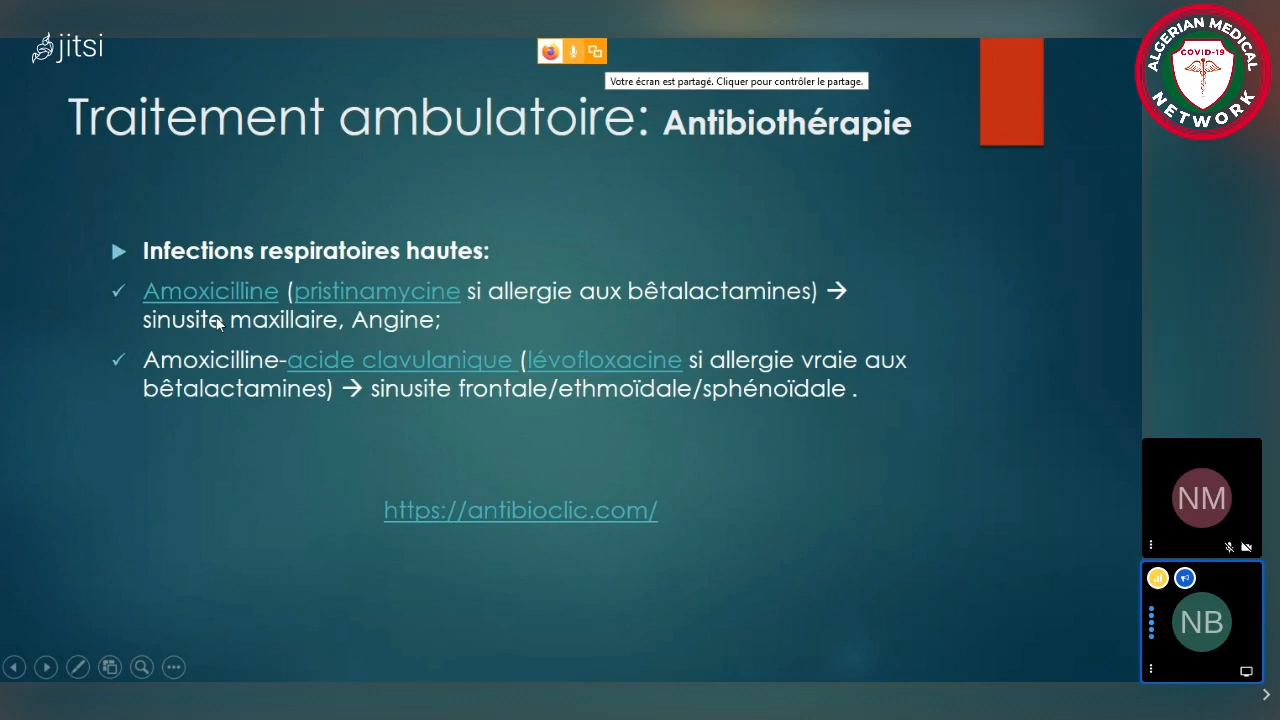 jitsi
Votre écran est partagé. Cliquer pour contrôler le partage.
ALGERIAN MEDICAL
COVID-19
NETWORK
Traitement ambulatoire: Antibiothérapie
Infections respiratoires hautes:
Amoxicilline (pristinamycine si allergie aux bêtalactamines) →
sinusite maxillaire, Angine;
Amoxicilline-acide clavulanique (lévofloxacine si allergie vraie aux
bêtalactamines) → sinusite frontale/ethmoïdale/sphénoïdale .
https://antibioclic.com/
NM
NB